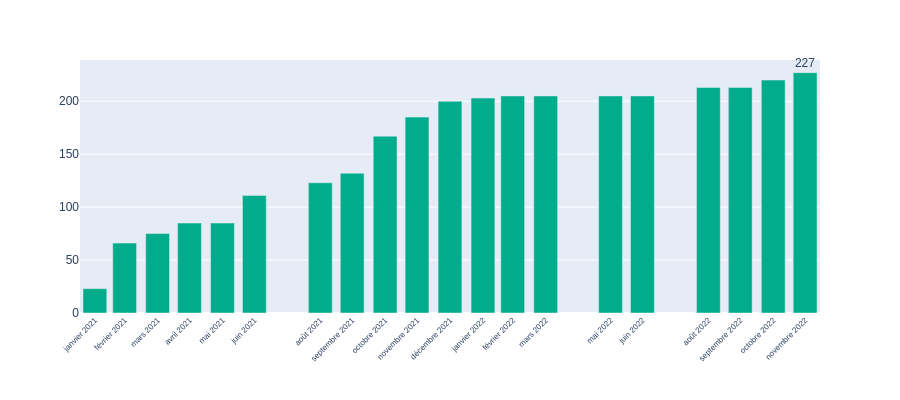 227
200
150
100
50
0
janvier 2021
février 2021
mars 2021
avril 2021
mai 2021
juin 2021
août 2021
septembre 2021
octobre 2021
novembre 2021
décembre 2021
janvier 2022
février 2022
mars 2022
mai 2022
juin 2022
août 2022
septembre 2022
octobre 2022
novembre 2022